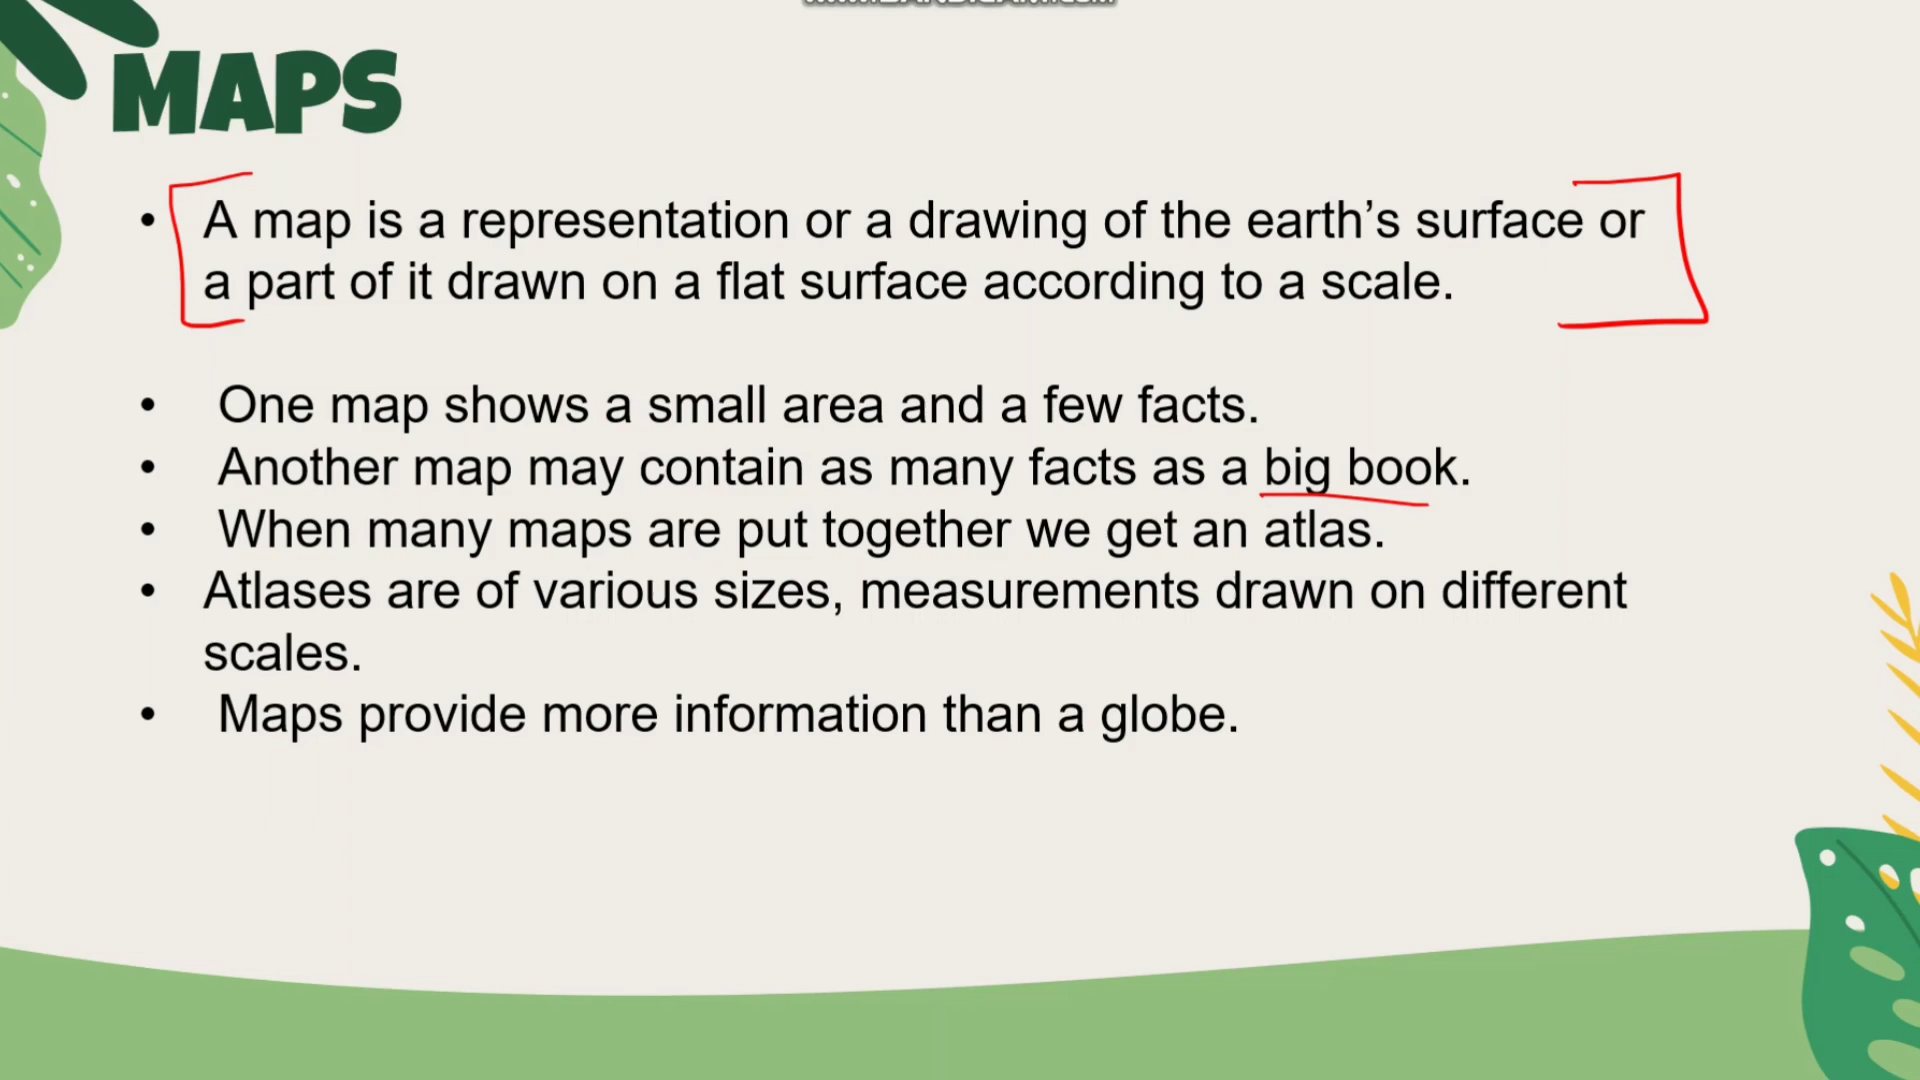 MAPS
• A map is a representation or a drawing of the earth’s surface or
a part of it drawn on a flat surface according to a scale.
• One map shows a small area and a few facts.
• Another map may contain as many facts as a big book.
• When many maps are put together we get an atlas.
• Atlases are of various sizes, measurements drawn on different
scales.
• Maps provide more information than a globe.